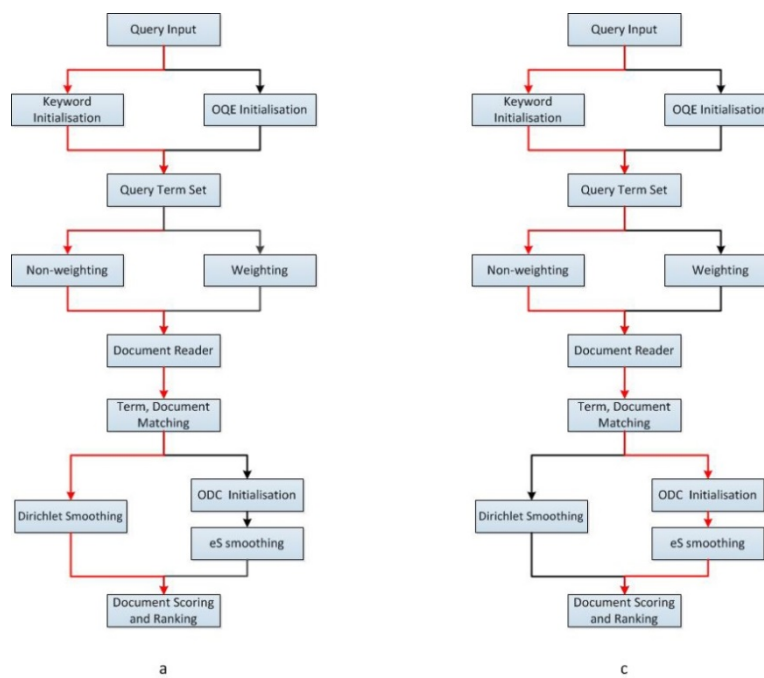 Query Input
Keyword
Initialisation
OQE Initialisation
Query Term Set
Non-weighting
Weighting
Document Reader
Term, Document
Matching
ODC Initialisation
Dirichlet Smoothing
eS smoothing
Document Scoring
and Ranking
a
Query Input
Keyword
Initialisation
OQE Initialisation
Query Term Set
Non-weighting
Weighting
Document Reader
Term, Document
Matching
ODC Initialisation
Dirichlet Smoothing
eS smoothing
Document Scoring
and Ranking
c